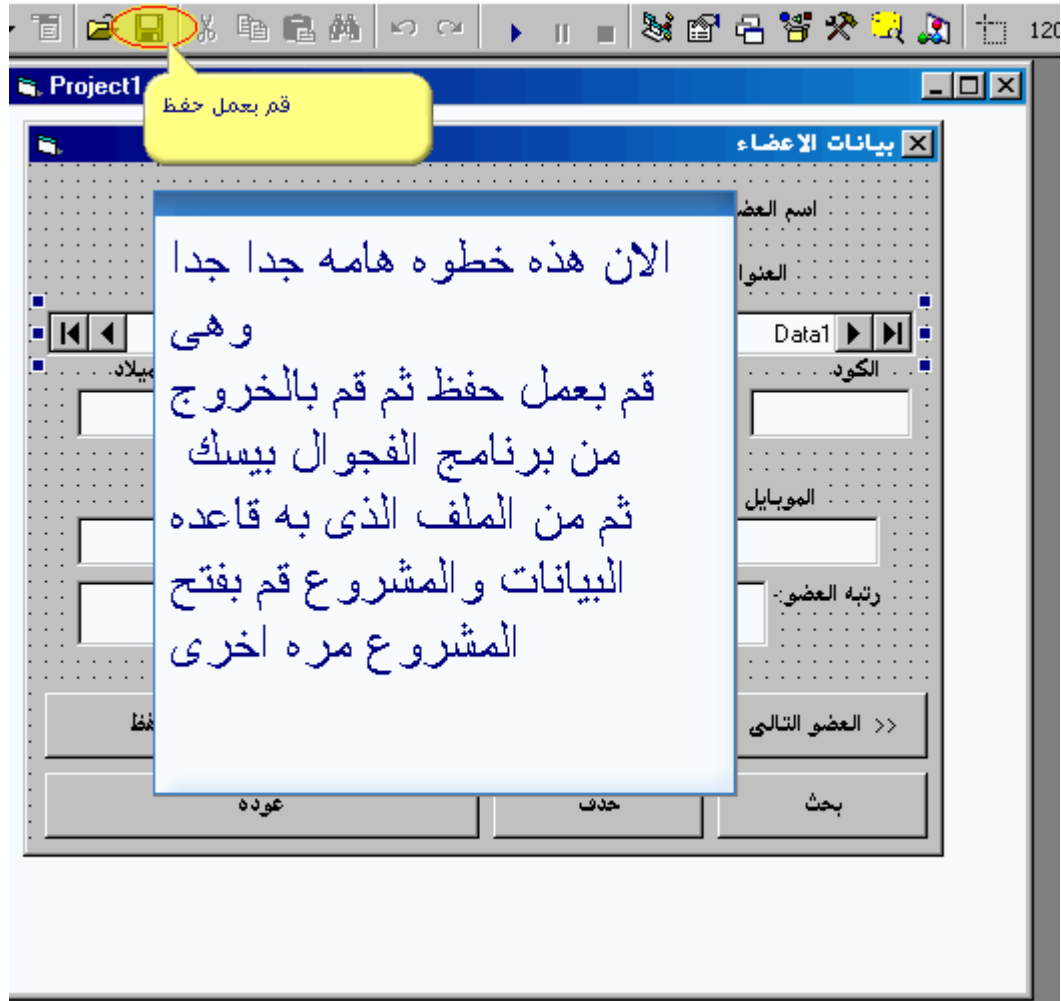 120
Project1
قم بعمل حفظ
بيانات الاعضاء
اسم
الان هذه خطوه هامه جدا جدا
وهى
قم بعمل حفظ ثم قم بالخروج
من برنامج الفجوال بيسك
ثم من الملف الذى به قاعده
البيانات والمشروع قم بفتح
المشروع مره اخرى
Data1
الكود
الموبايل
رتبه العضو:-
<< العضو التالى
بحث
حذف
عوده